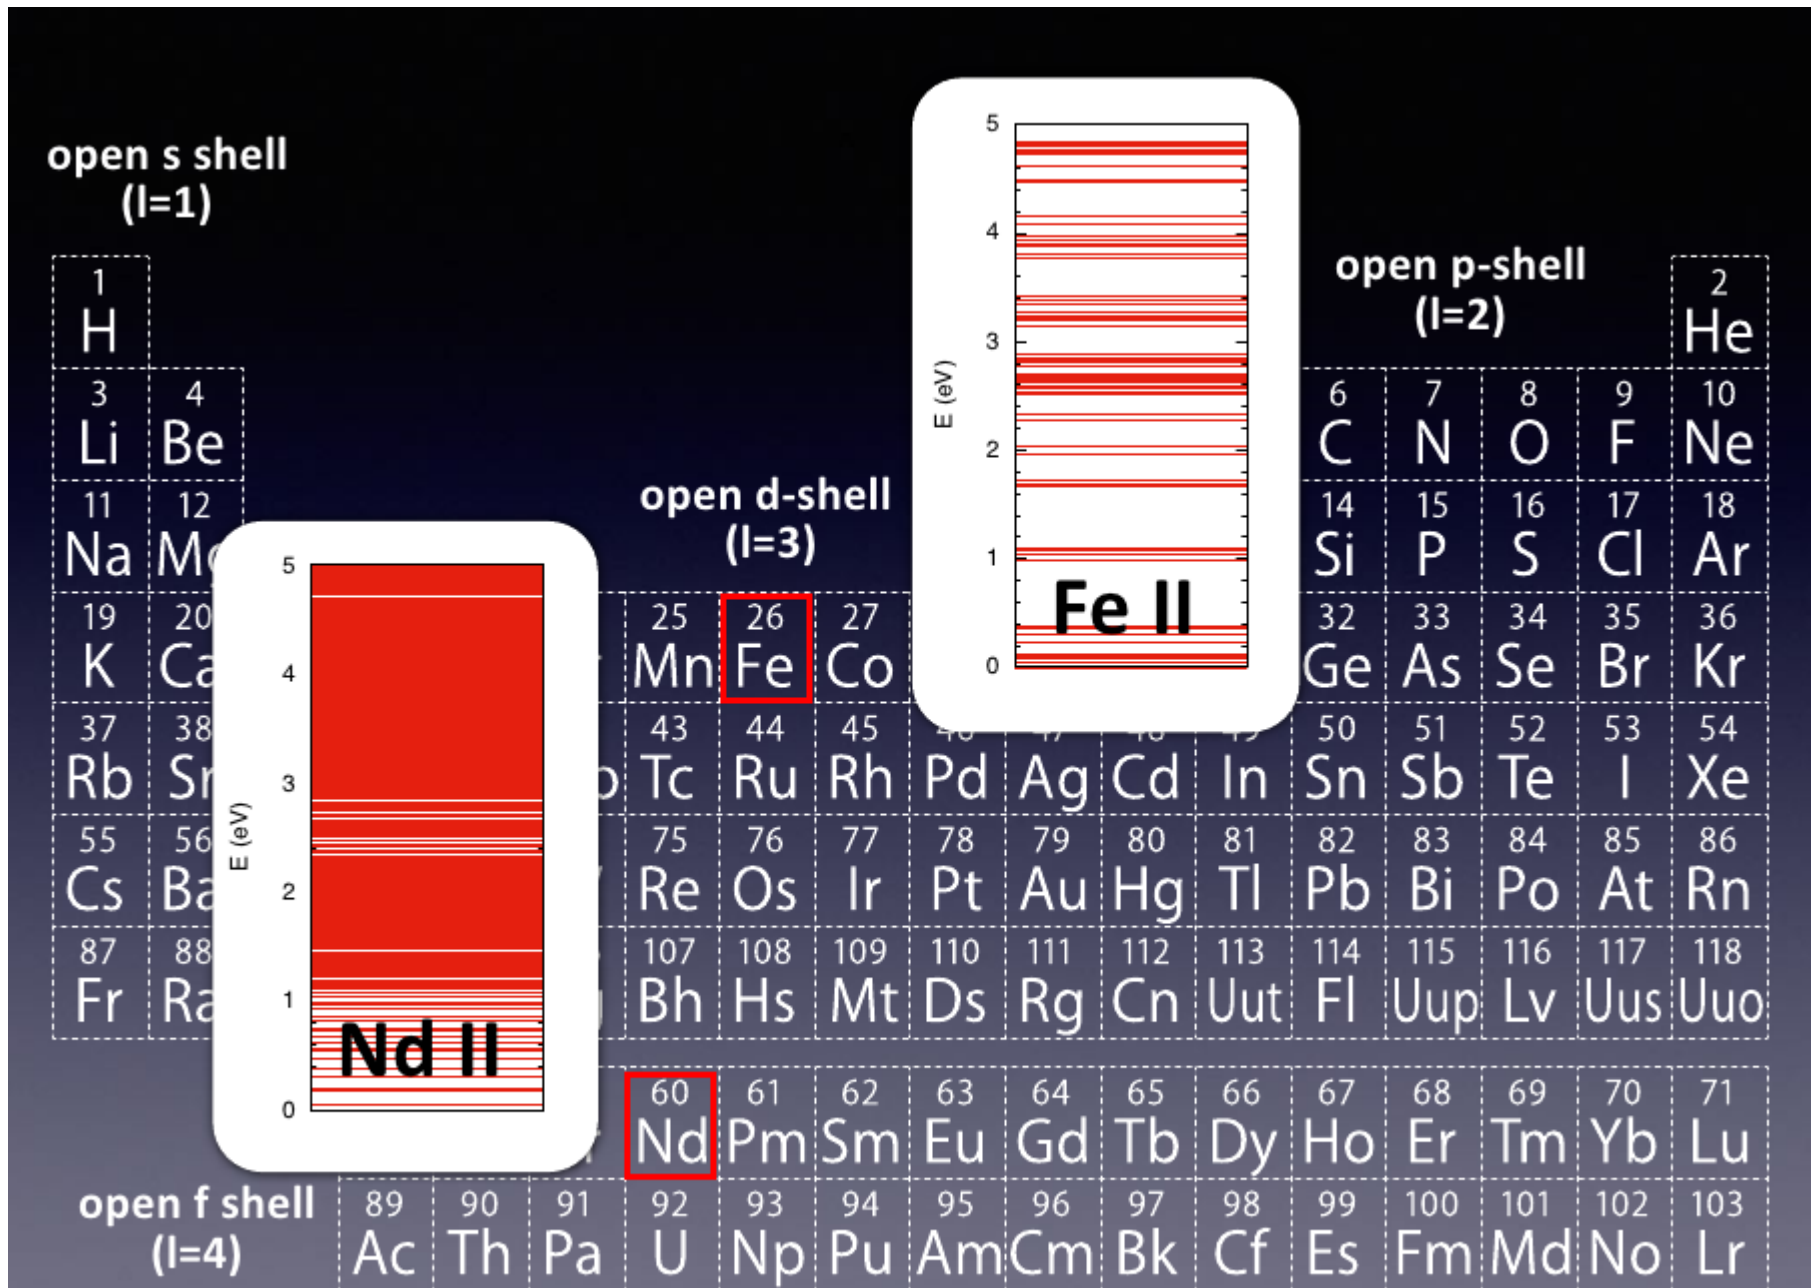 open s shell
(l=1)
5
4
3
2
1
0
E (eV)
Fe II
open p-shell
(l=2)
1
H
2
He
3 4 6 7 8 9 10
Li Be C N O F Ne
open d-shell
(l=3)
11 12 14 15 16 17 18
Na M Si P S Cl Ar
5
4
3
2
1
0
E (eV)
Nd II
19 20 25 26 27 32 33 34 35 36
K Ca Mn Fe Co Ge As Se Br Kr
37 38 43 44 45 46 47 48 49 50 51 52 53 54
Rb Sr Tc Ru Rh Pd Ag Cd In Sn Sb Te I Xe
55 56 75 76 77 78 79 80 81 82 83 84 85 86
Cs Ba Re Os Ir Pt Au Hg Tl Pb Bi Po At Rn
87 88 107 108 109 110 111 112 113 114 115 116 117 118
Fr Ra Bh Hs Mt Ds Rg Cn Uut Fl Uup Lv Uus Uuo
60 61 62 63 64 65 66 67 68 69 70 71
Nd Pm Sm Eu Gd Tb Dy Ho Er Tm Yb Lu
open f shell
(l=4)
89 90 91 92 93 94 95 96 97 98 99 100 101 102 103
Ac Th Pa U Np Pu Am Cm Bk Cf Es Fm Md No Lr